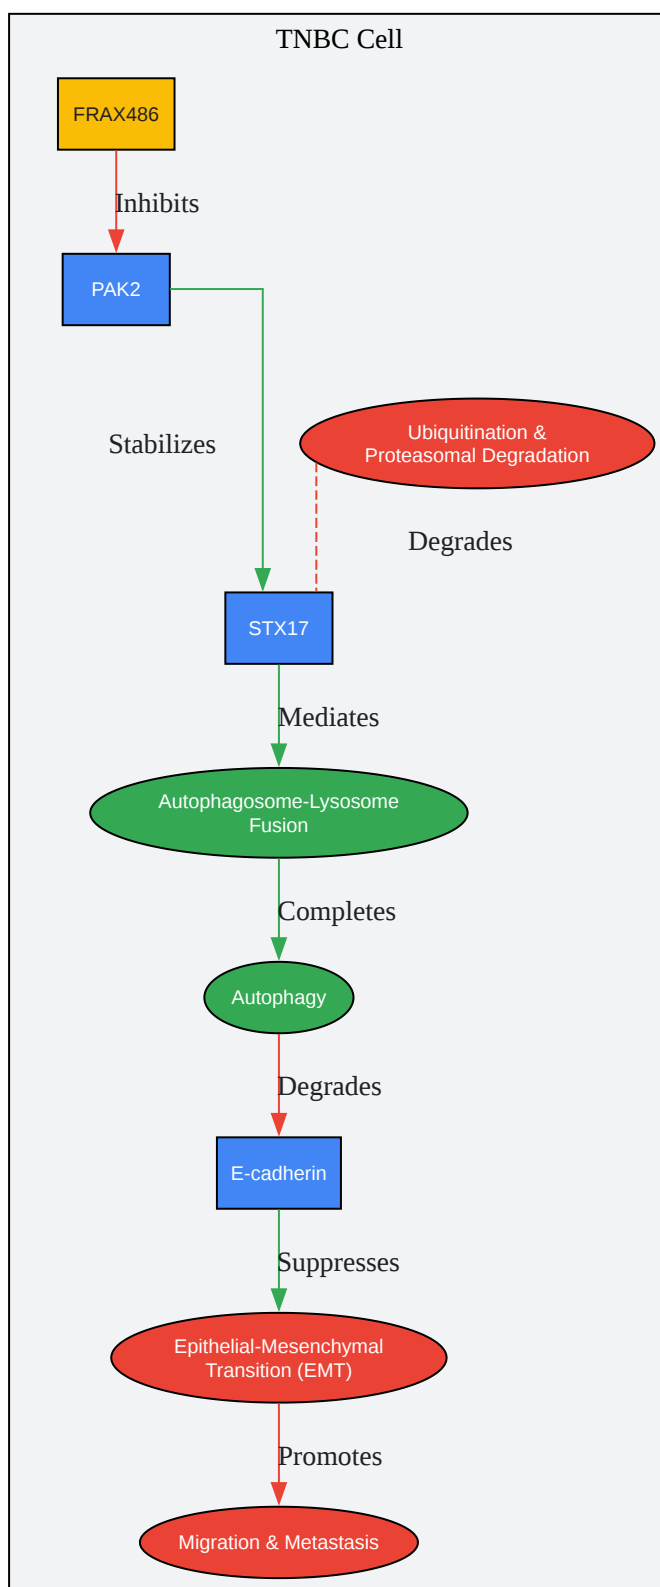 TNBC Cell
FRAX486
Inhibits
PAK2
Stabilizes
Ubiquitination &
Proteasomal Degradation
Degrades
STX17
Mediates
Autophagosome-Lysosome
Fusion
Completes
Autophagy
Degrades
E-cadherin
Suppresses
Epithelial-Mesenchymal
Transition (EMT)
Promotes
Migration & Metastasis